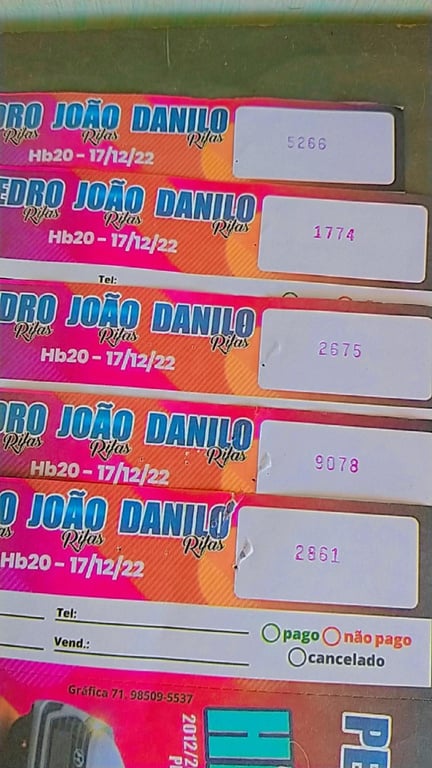 DRO JOÃO DANILO
Rifas Rifas Rifas
Hb20 - 17/12/22
5266
EDRO JOÃO DANILO
Rifas Rifas Rifas
Hb20 - 17/12/22
1774
Tel:
DRO JOÃO DANILO
Rifas Rifas Rifas
Hb20 - 17/12/22
2675
DRO JOÃO DANILO
Rifas Rifas Rifas
Hb20 - 17/12/22
9078
O JOÃO DANILO
Rifas Rifas
Hb20 - 17/12/22
2861
Tel:
pago não pago
Vend.:
cancelado
Gráfica 71. 98509-5537
PE